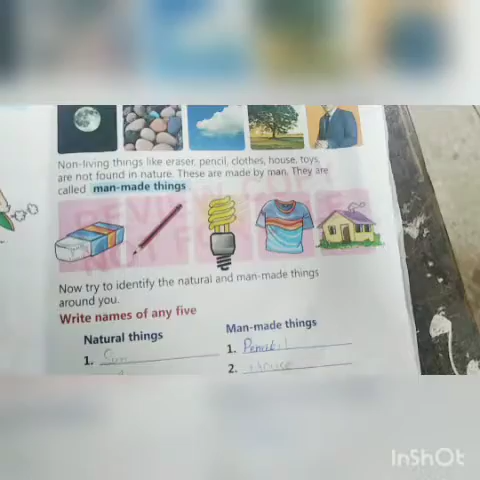 Non-living things like eraser, pencil, clothes, house, toys,
are not found in nature. These are made by man. They are
called man-made things
Now try to identify the natural and man-made things
around you.
Write names of any five
Natural things Man-made things
1. Sun 1.
2. House
InShOt